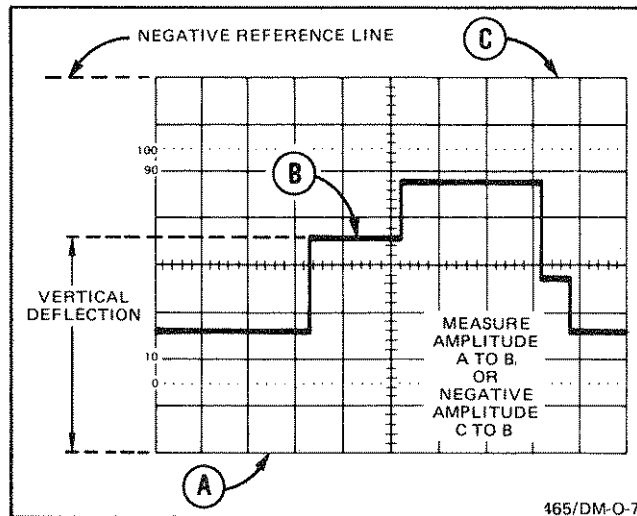 NEGATIVE REFERENCE LINE
C
100
90
B
VERTICAL
DEFLECTION
MEASURE
AMPLITUDE
A TO B,
OR
NEGATIVE
AMPLITUDE
C TO B
10
0
A
465/DM-O-7